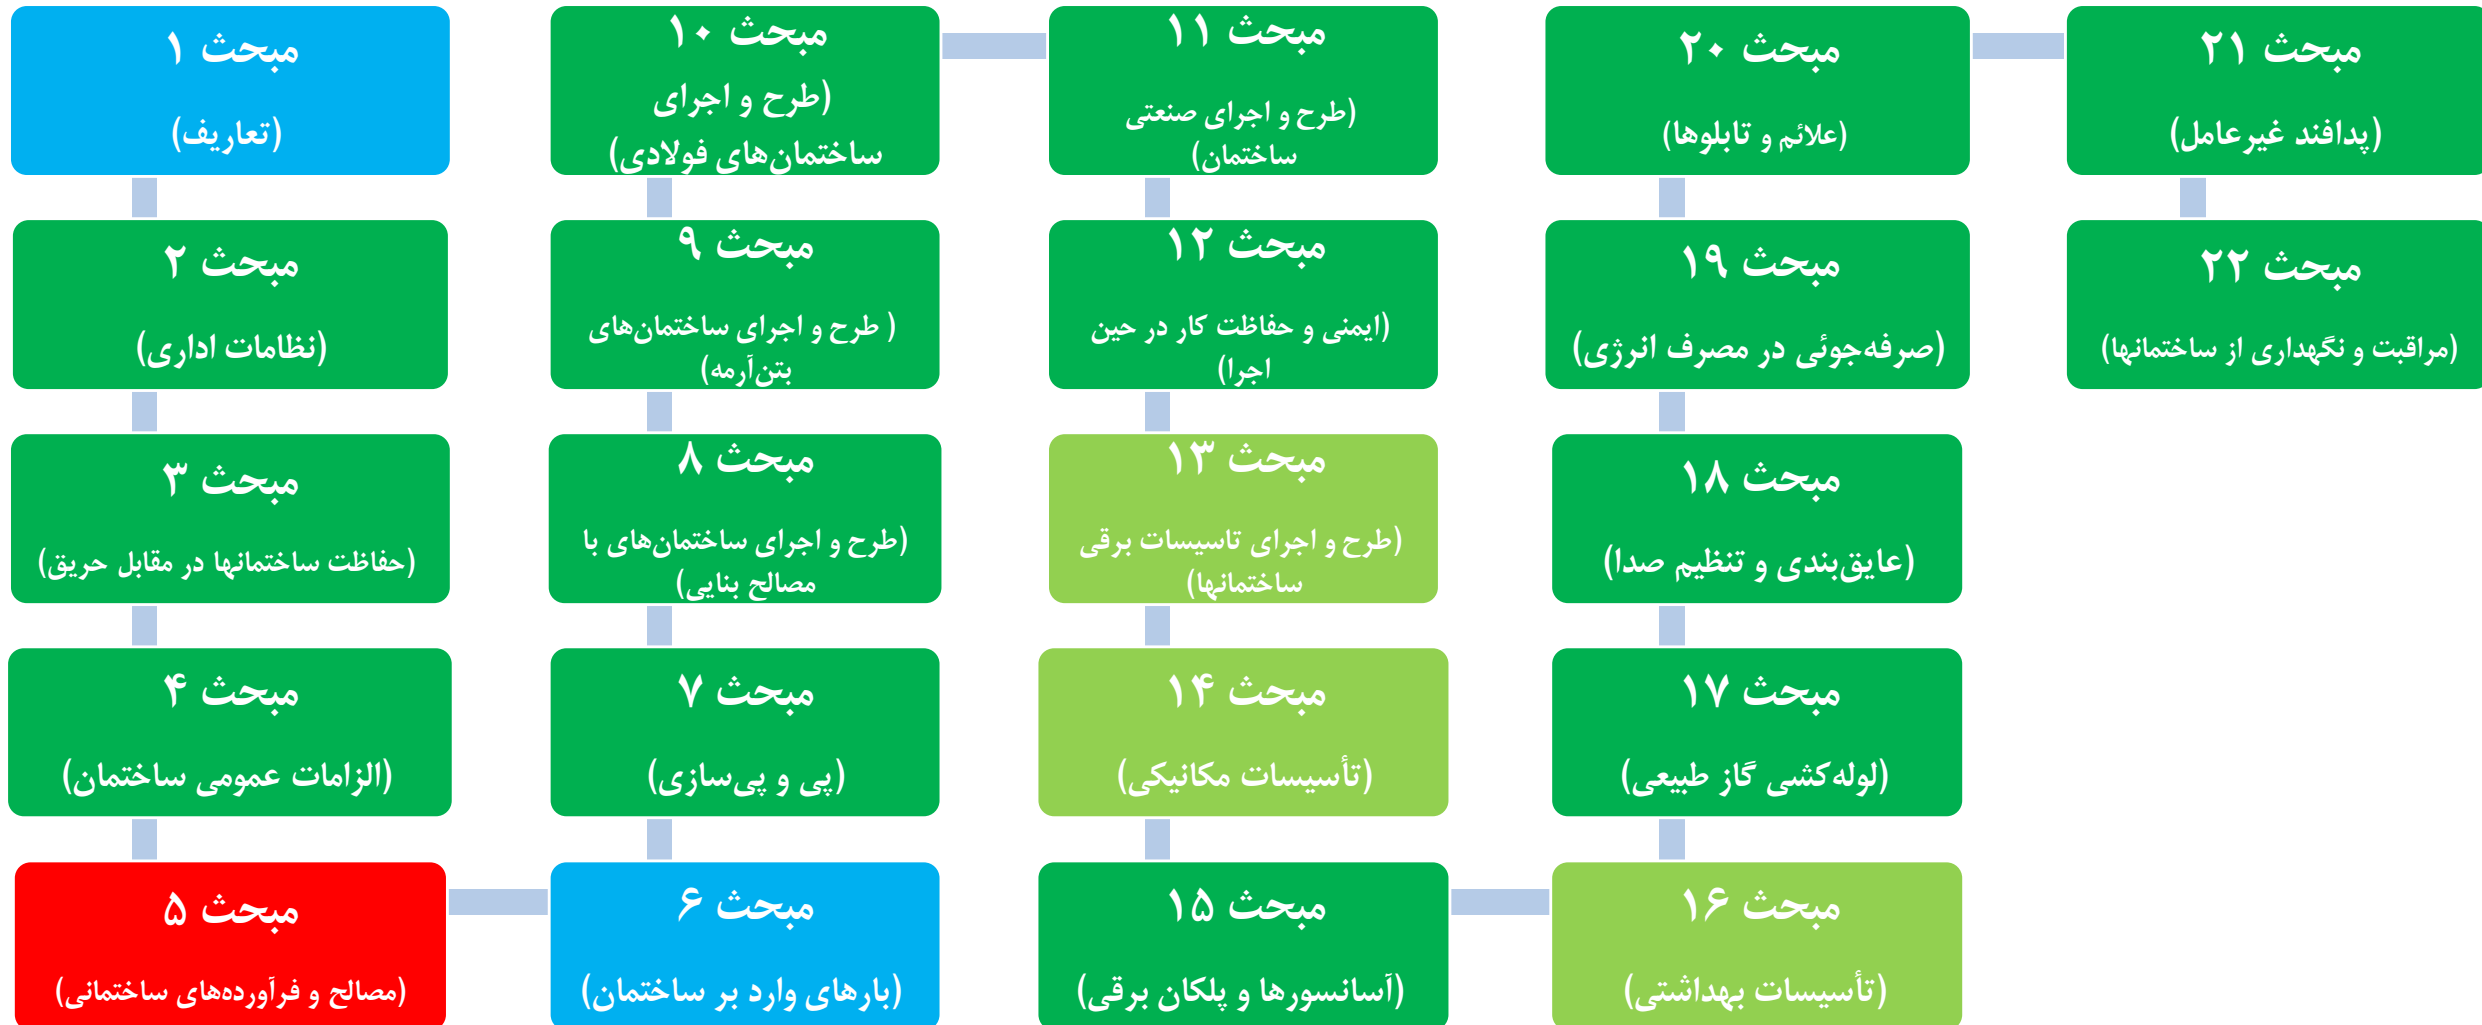 مبحث ۱
(تعاریف)
مبحث ۲
(نظامات اداری)
مبحث ۳
(حفاظت ساختمانها در مقابل حریق)
مبحث ۴
(الزامات عمومی ساختمان)
مبحث ۵
(مصالح و فرآورده‌های ساختمانی)
مبحث ۶
(بارهای وارد بر ساختمان)
مبحث ۷
(پی و پی‌سازی)
مبحث ۸
(طرح و اجرای ساختمان‌های با
مصالح بنایی)
مبحث ۹
( طرح و اجرای ساختمان‌های
بتن‌آرمه)
مبحث ۱۰
(طرح و اجرای
ساختمان‌های فولادی)
مبحث ۱۱
(طرح و اجرای صنعتی
ساختمان)
مبحث ۱۲
(ایمنی و حفاظت کار در حین
اجرا)
مبحث ۱۳
(طرح و اجرای تاسیسات برقی
ساختمانها)
مبحث ۱۴
(تأسیسات مکانیکی)
مبحث ۱۵
(آسانسورها و پلکان برقی)
مبحث ۱۶
(تأسیسات بهداشتی)
مبحث ۱۷
(لوله‌کشی گاز طبیعی)
مبحث ۱۸
(عایق‌بندی و تنظیم صدا)
مبحث ۱۹
(صرفه‌جوئی در مصرف انرژی)
مبحث ۲۰
(علائم و تابلوها)
مبحث ۲۱
(پدافند غیرعامل)
مبحث ۲۲
(مراقبت و نگهداری از ساختمانها)